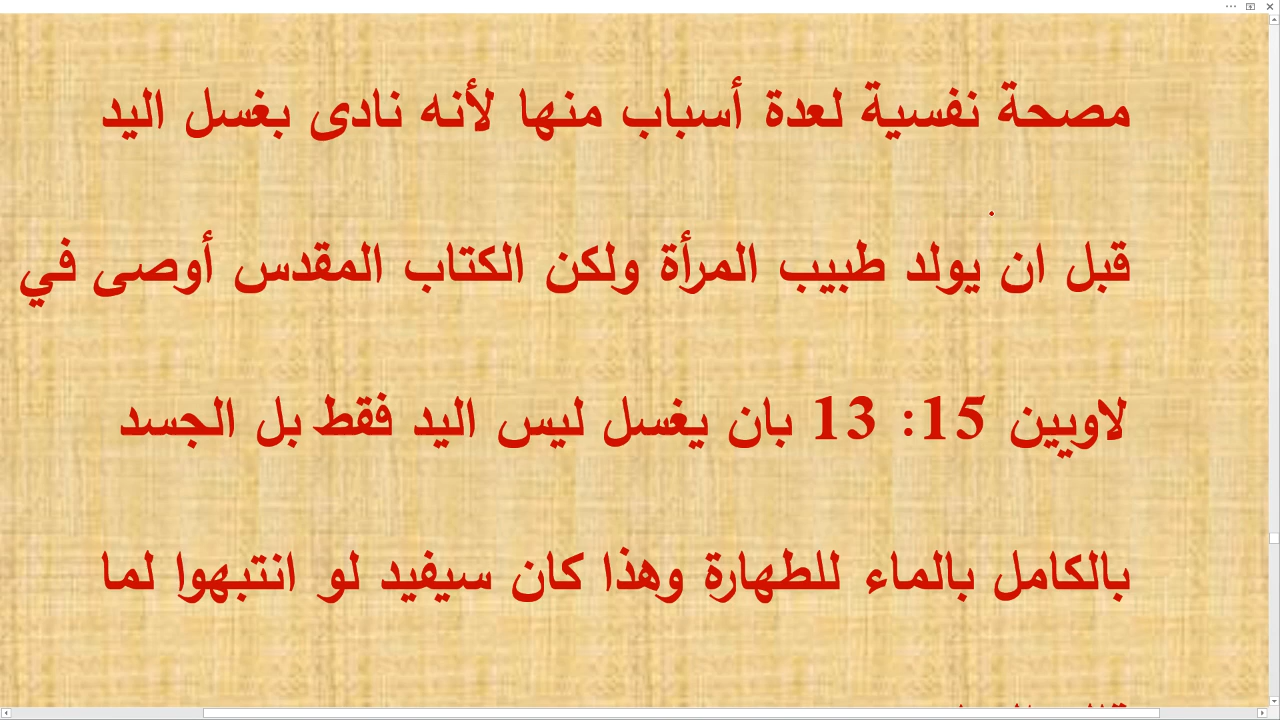 مصحة نفسية لعدة أسباب منها لأنه نادى بغسل اليد
قبل ان يولد طبيب المرأة ولكن الكتاب المقدس أوصى في
لاويين 15: 13 بان يغسل ليس اليد فقط بل الجسد
بالكامل بالماء للطهارة وهذا كان سيفيد لو انتبهوا لما